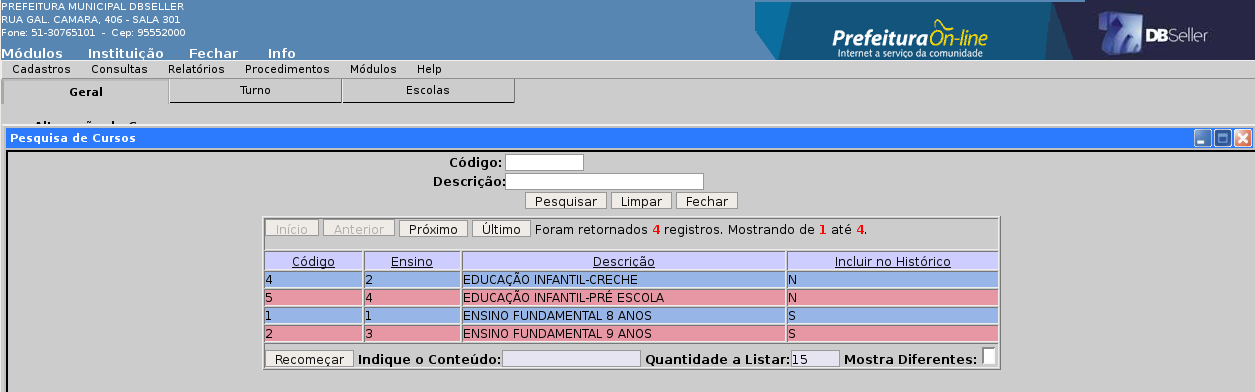 PREFEITURA MUNICIPAL DBSELLER
RUA GAL. CAMARA, 406 - SALA 301
Fone: 51-30765101 - Cep: 95552000
Módulos Instituição Fechar Info
PrefeituraOn-line
Internet a serviço da comunidade
DBSeller
Cadastros Consultas Relatórios Procedimentos Módulos Help
Geral Turno Escolas
Pesquisa de Cursos
Código:
Descrição:
Pesquisar Limpar Fechar
Início Anterior Próximo Último Foram retornados 4 registros. Mostrando de 1 até 4.
Código Ensino Descrição Incluir no Histórico
4 2 EDUCAÇÃO INFANTIL-CRECHE N
5 4 EDUCAÇÃO INFANTIL-PRÉ ESCOLA N
1 1 ENSINO FUNDAMENTAL 8 ANOS S
2 3 ENSINO FUNDAMENTAL 9 ANOS S
Recomeçar Indique o Conteúdo: Quantidade a Listar: 15 Mostra Diferentes: